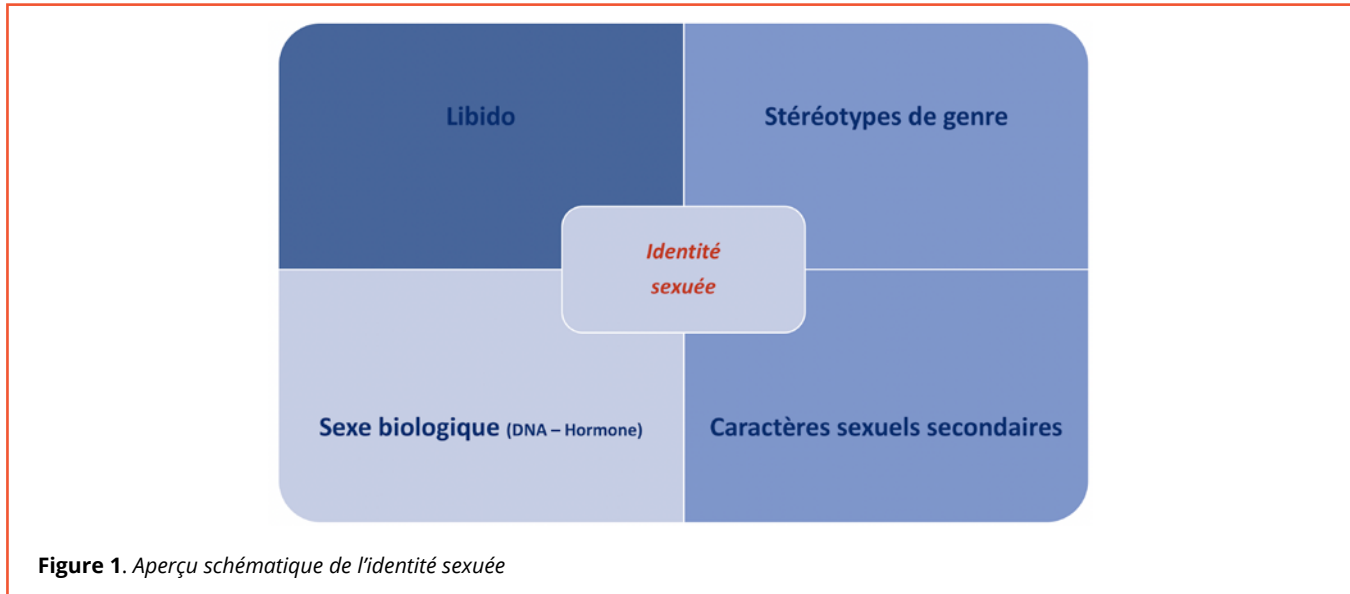 Libido
Stéréotypes de genre
Identité
sexuée
Sexe biologique (DNA – Hormone)
Caractères sexuels secondaires
Figure 1. Aperçu schématique de l’identité sexuée